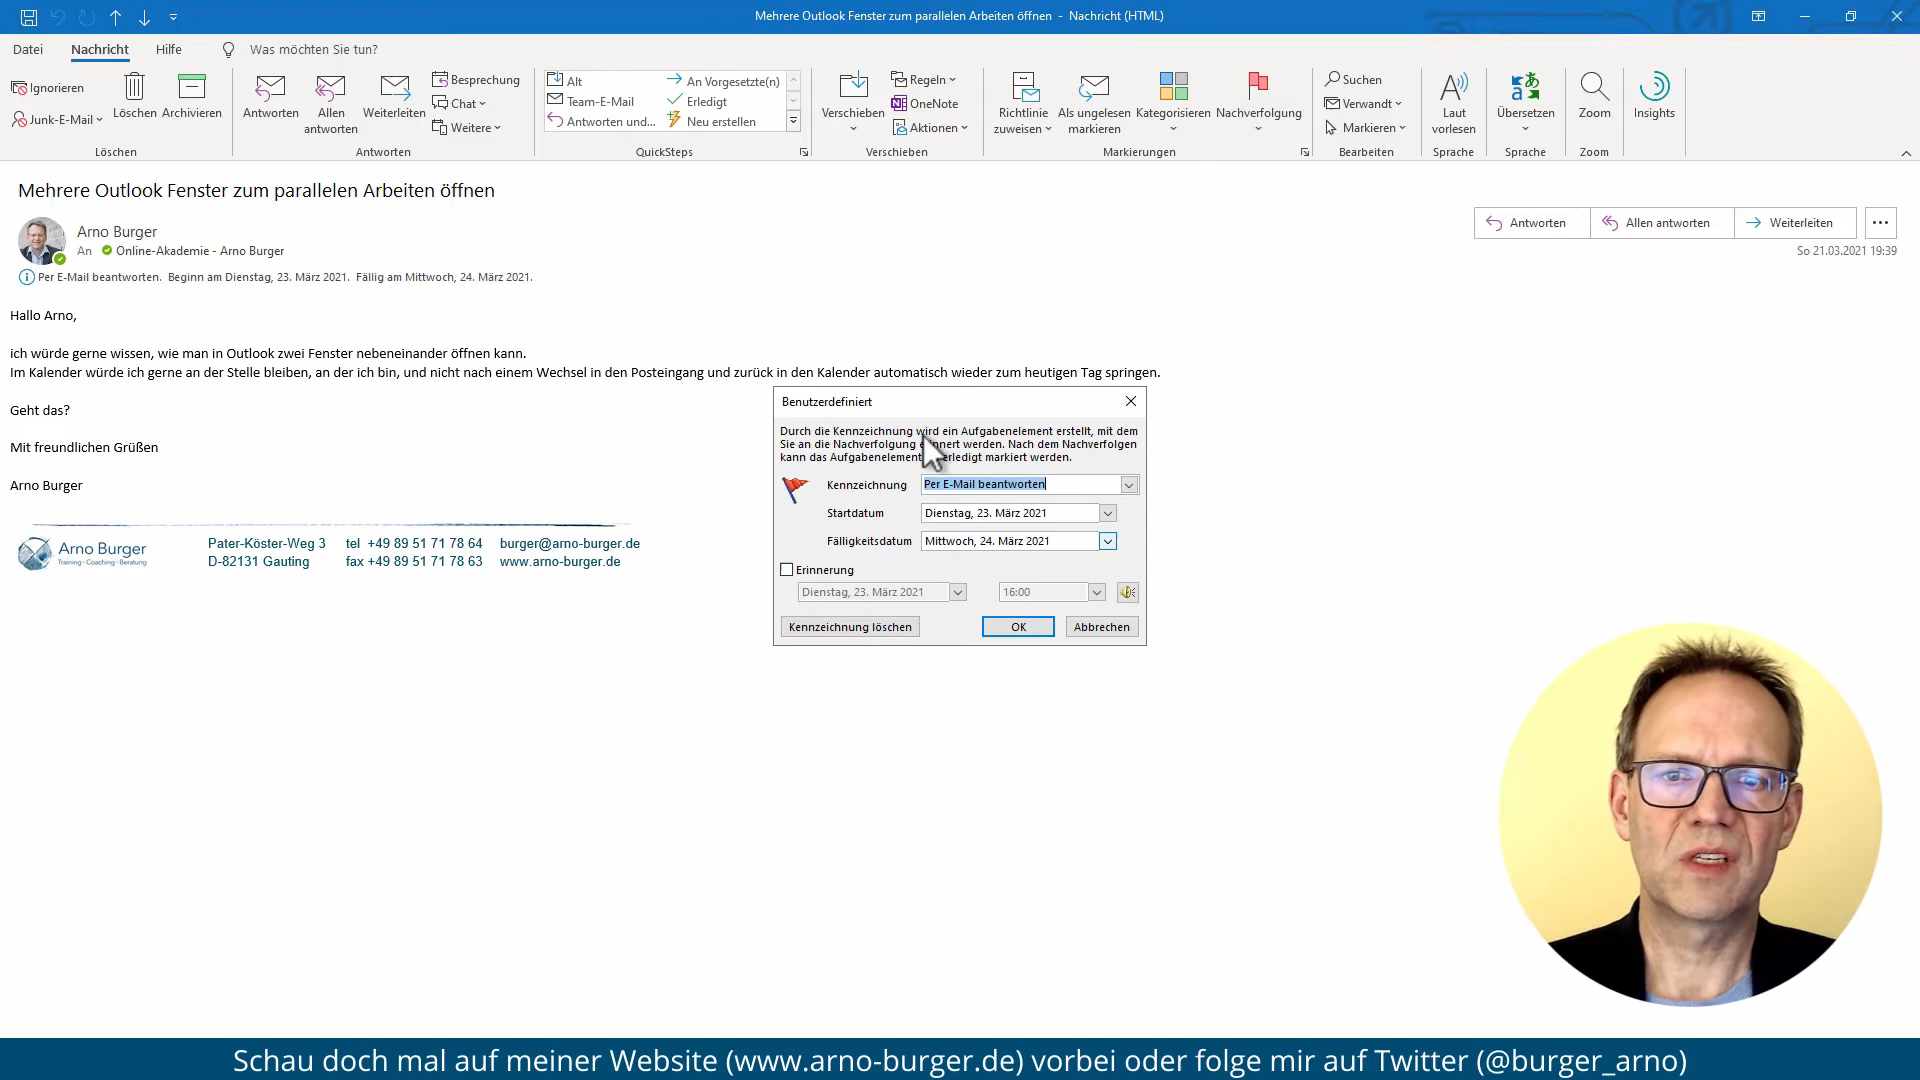 Mehrere Outlook Fenster zum parallelen Arbeiten öffnen - Nachricht (HTML)
Datei Nachricht Hilfe Was möchten Sie tun?
Ignorieren
Junk-E-Mail
Löschen
Archivieren
Löschen
Antworten
Allen antworten
Weiterleiten
Besprechung
Chat
Weitere
Antworten
Alt
Team-E-Mail
Antworten und...
An Vorgesetzte(n)
Erledigt
Neu erstellen
QuickSteps
Verschieben
Regeln
OneNote
Aktionen
Verschieben
Richtlinie zuweisen
Als ungelesen markieren
Kategorisieren
Nachverfolgung
Markierungen
Suchen
Verwandt
Markieren
Bearbeiten
Laut vorlesen
Sprache
Übersetzen
Sprache
Zoom
Zoom
Insights
Mehrere Outlook Fenster zum parallelen Arbeiten öffnen
Arno Burger
An Online-Akademie - Arno Burger
Antworten Allen antworten Weiterleiten
So 21.03.2021 19:39
Per E-Mail beantworten. Beginn am Dienstag, 23. März 2021. Fällig am Mittwoch, 24. März 2021.
Hallo Arno,
ich würde gerne wissen, wie man in Outlook zwei Fenster nebeneinander öffnen kann.
Im Kalender würde ich gerne an der Stelle bleiben, an der ich bin, und nicht nach einem Wechsel in den Posteingang und zurück in den Kalender automatisch wieder zum heutigen Tag springen.
Geht das?
Mit freundlichen Grüßen
Arno Burger
Arno Burger
Training · Coaching · Beratung
Pater-Köster-Weg 3 tel +49 89 51 71 78 64 burger@arno-burger.de
D-82131 Gauting fax +49 89 51 71 78 63 www.arno-burger.de
Benutzerdefiniert
Durch die Kennzeichnung wird ein Aufgabenelement erstellt, mit dem
Sie an die Nachverfolgung erinnert werden. Nach dem Nachverfolgen
kann das Aufgabenelement erledigt markiert werden.
Kennzeichnung Per E-Mail beantworten
Startdatum Dienstag, 23. März 2021
Fälligkeitsdatum Mittwoch, 24. März 2021
Erinnerung
Dienstag, 23. März 2021 16:00
Kennzeichnung löschen OK Abbrechen
Schau doch mal auf meiner Website (www.arno-burger.de) vorbei oder folge mir auf Twitter (@burger_arno)